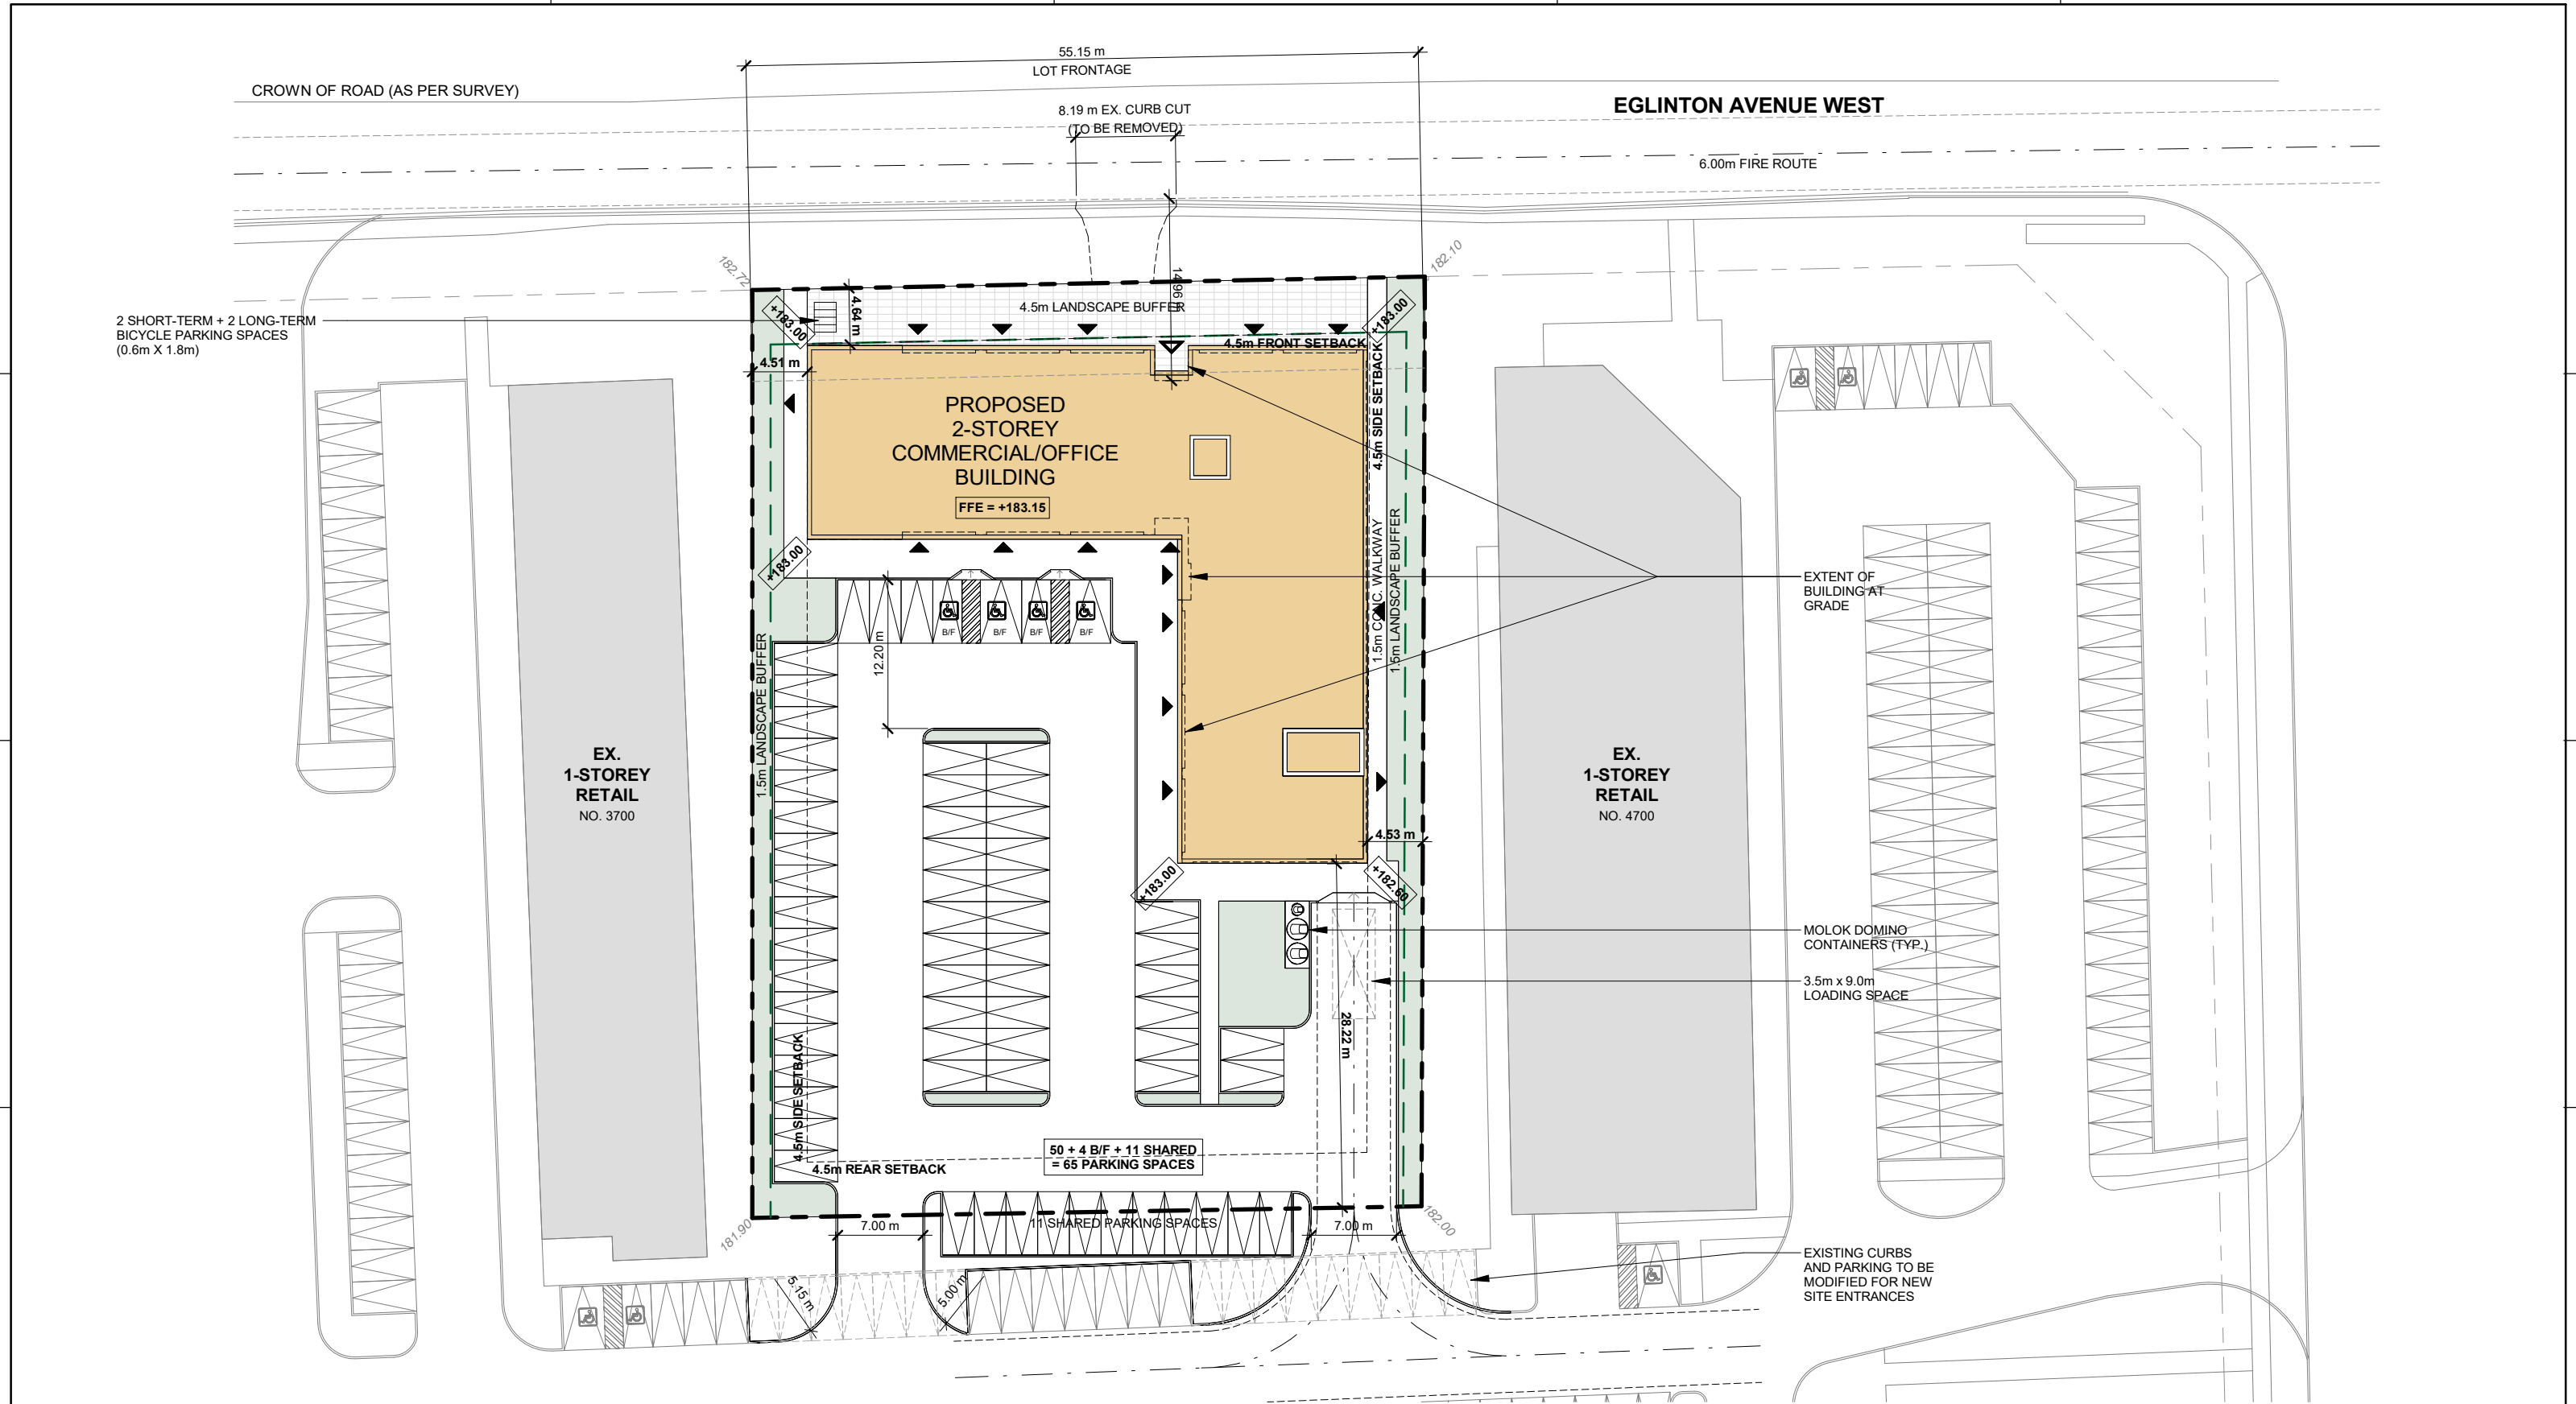 55.15 m
LOT FRONTAGE
CROWN OF ROAD (AS PER SURVEY)
8.19 m EX. CURB CUT
(TO BE REMOVED)
EGLINTON AVENUE WEST
6.00m FIRE ROUTE
182.72
182.10
4.64 m
4.5m LANDSCAPE BUFFER
+183.00
+183.00
2 SHORT-TERM + 2 LONG-TERM
BICYCLE PARKING SPACES
(0.6m X 1.8m)
4.5m FRONT SETBACK
4.51 m
4.5m SIDE SETBACK
PROPOSED
2-STOREY
COMMERCIAL/OFFICE
BUILDING
FFE = +183.15
+183.00
1.5m CONC. WALKWAY
1.5m LANDSCAPE BUFFER
EXTENT OF
BUILDING AT
GRADE
B/F
B/F
B/F
B/F
12.20 m
1.5m LANDSCAPE BUFFER
EX.
1-STOREY
RETAIL
NO. 3700
EX.
1-STOREY
RETAIL
NO. 4700
4.53 m
+183.00
+182.60
MOLOK DOMINO
CONTAINERS (TYP.)
3.5m x 9.0m
LOADING SPACE
28.22 m
4.5m SIDE SETBACK
50 + 4 B/F + 11 SHARED
= 65 PARKING SPACES
4.5m REAR SETBACK
181.90
7.00 m
11 SHARED PARKING SPACES
7.00 m
182.00
5.15 m
5.00 m
EXISTING CURBS
AND PARKING TO BE
MODIFIED FOR NEW
SITE ENTRANCES